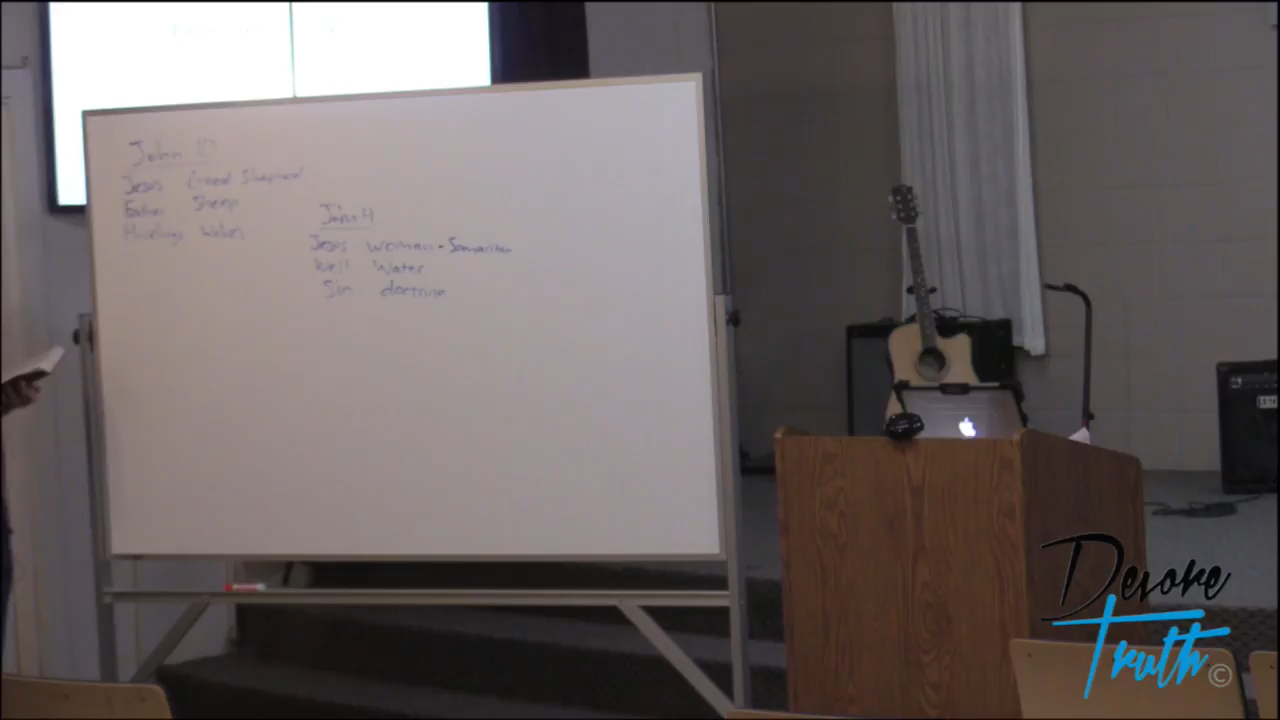 John 10
Jesus Good Shepherd
Father Sheep
Hirelings Wolves
John 4
Jesus woman - Samaritan
Well Water
Sin doctrine
Devore
Truth ©